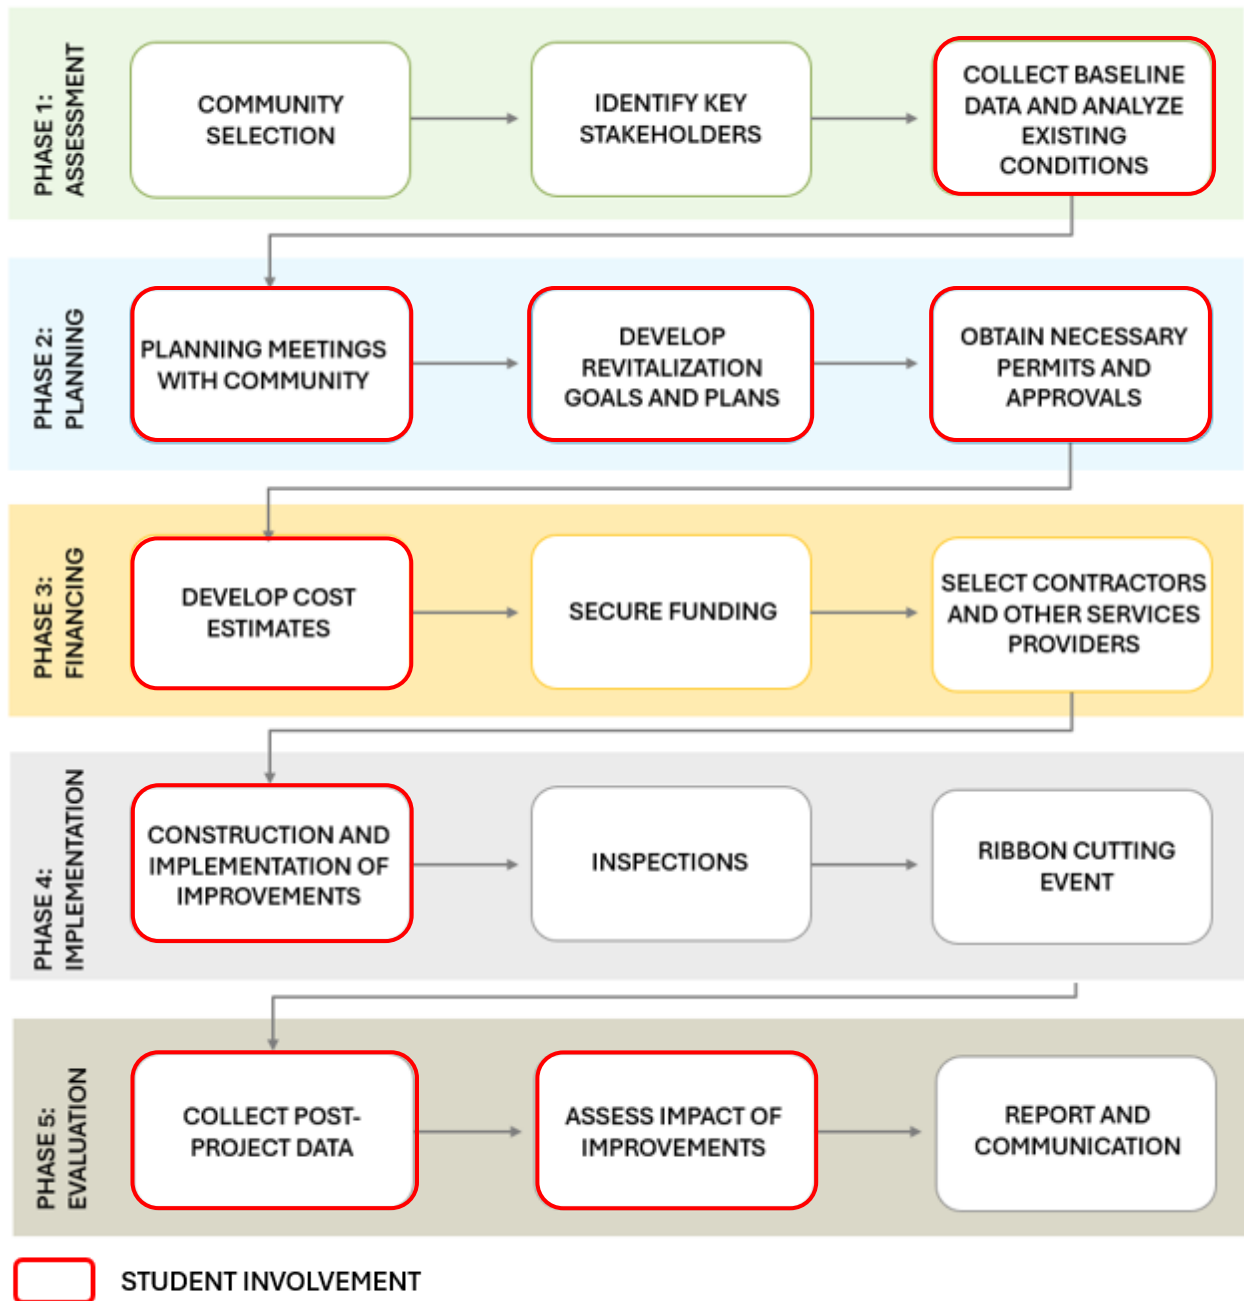 PHASE 1:
ASSESSMENT
COMMUNITY
SELECTION
IDENTIFY KEY
STAKEHOLDERS
COLLECT BASELINE
DATA AND ANALYZE
EXISTING
CONDITIONS
PHASE 2:
PLANNING
PLANNING MEETINGS
WITH COMMUNITY
DEVELOP
REVITALIZATION
GOALS AND PLANS
OBTAIN NECESSARY
PERMITS AND
APPROVALS
PHASE 3:
FINANCING
DEVELOP COST
ESTIMATES
SECURE FUNDING
SELECT CONTRACTORS
AND OTHER SERVICES
PROVIDERS
PHASE 4:
IMPLEMENTATION
CONSTRUCTION AND
IMPLEMENTATION OF
IMPROVEMENTS
INSPECTIONS
RIBBON CUTTING
EVENT
PHASE 5:
EVALUATION
COLLECT POST-
PROJECT DATA
ASSESS IMPACT OF
IMPROVEMENTS
REPORT AND
COMMUNICATION
STUDENT INVOLVEMENT